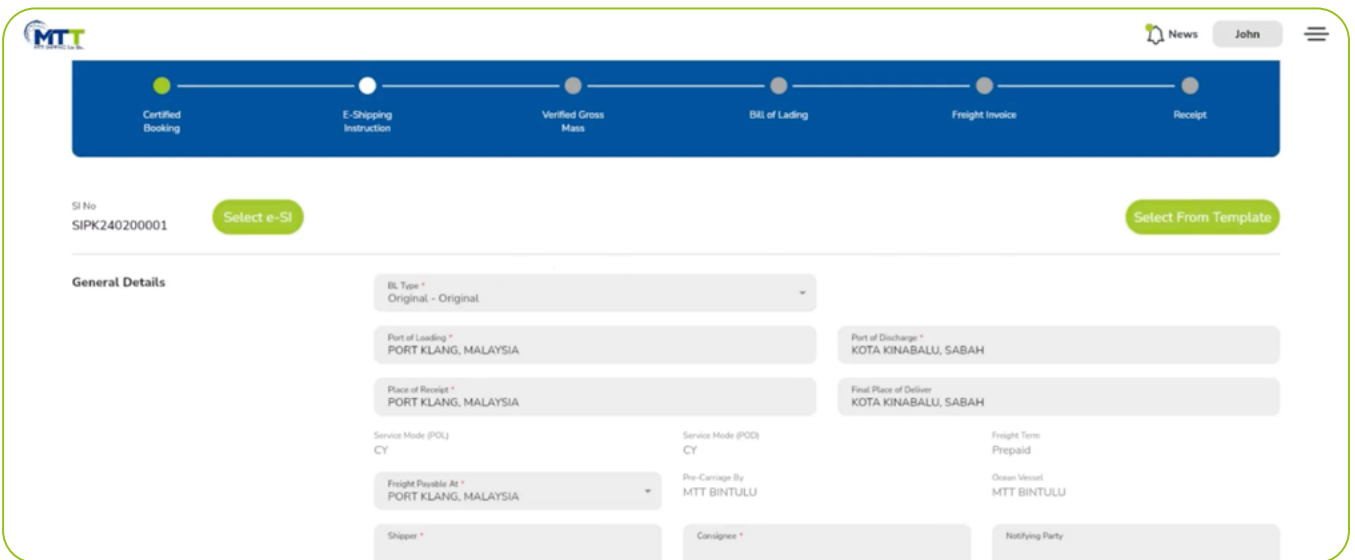 MTT
News
John
Certified
Booking
E-Shipping
Instruction
Verified Gross
Mass
Bill of Lading
Freight Invoice
Receipt
SI No
SIPK240200001
Select e-SI
Select From Template
General Details
BL Type *
Original - Original
Port of Loading *
PORT KLANG, MALAYSIA
Port of Discharge *
KOTA KINABALU, SABAH
Place of Receipt *
PORT KLANG, MALAYSIA
Final Place of Deliver
KOTA KINABALU, SABAH
Service Mode (POL)
CY
Service Mode (POD)
CY
Freight Term
Prepaid
Freight Payable At *
PORT KLANG, MALAYSIA
Pre-Carriage By
MTT BINTULU
Ocean Vessel
MTT BINTULU
Shipper *
Consignee *
Notifying Party